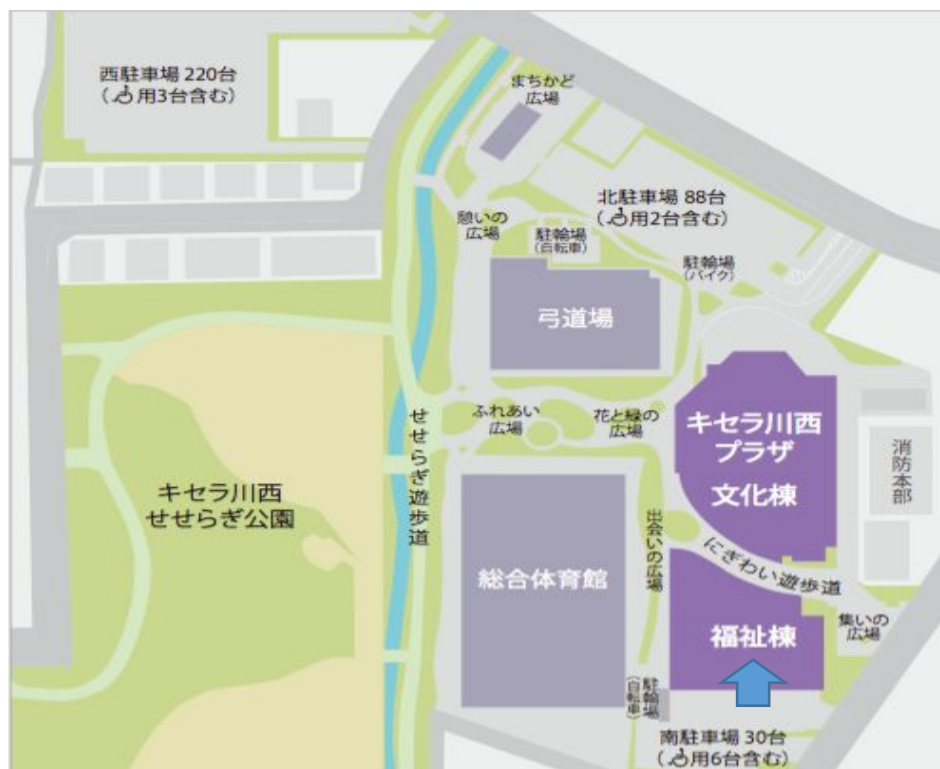 西駐車場 220台
(用3台含む)
まちかど
広場
北駐車場 88台
(用2台含む)
憩いの
広場
駐輪場
(自転車)
駐輪場
(バイク)
弓道場
ふれあい
広場
花と緑の
広場
キセラ川西
プラザ
文化棟
消防本部
せせらぎ遊歩道
キセラ川西
せせらぎ公園
出会いの広場
にぎわい遊歩道
総合体育館
福祉棟
集いの
広場
駐輪場
(自転車)
南駐車場 30台
(用6台含む)